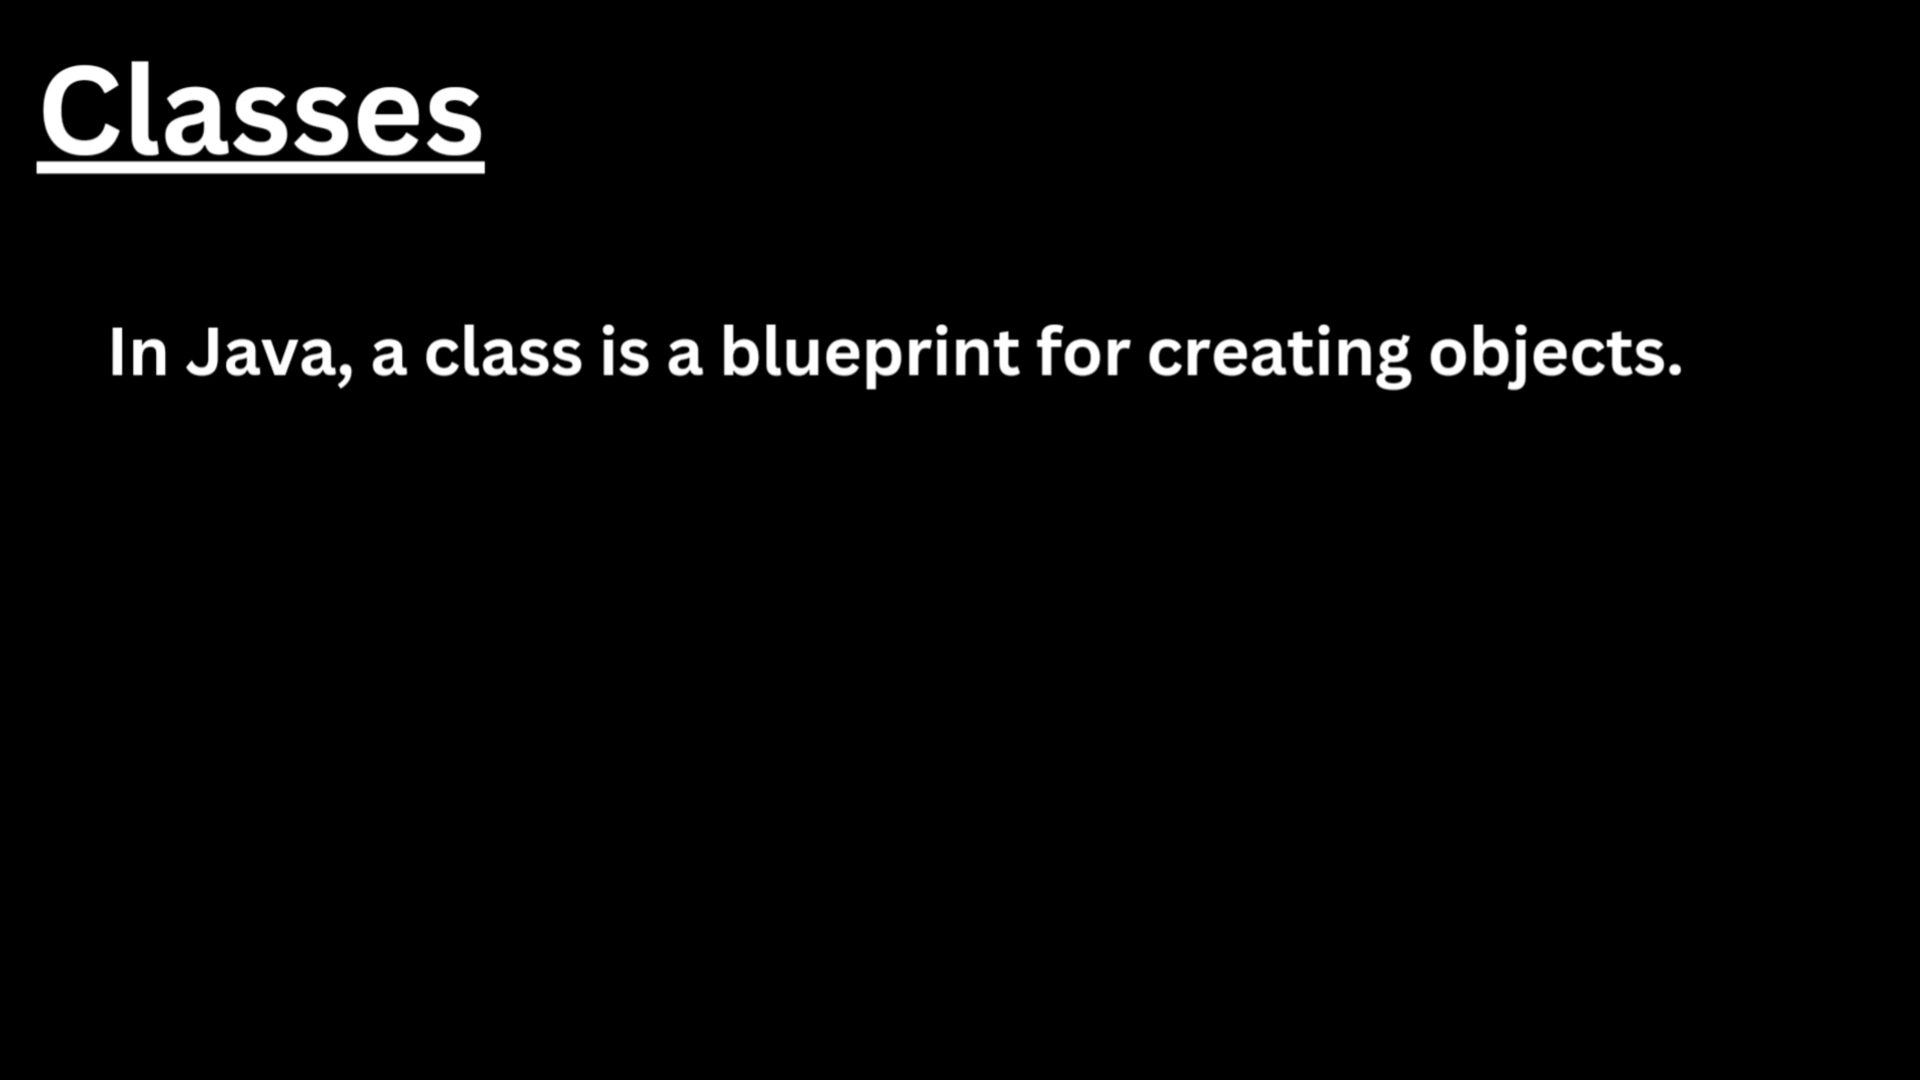 Classes
In Java, a class is a blueprint for creating objects.